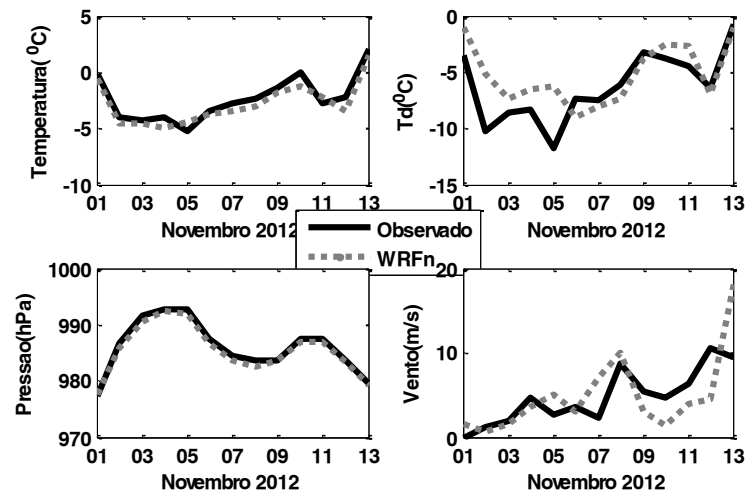 Temperatura( ⁰C)
5
0
-5
-10
01 03 05 07 09 11 13
Novembro 2012
Td(⁰C)
0
-5
-10
-15
01 03 05 07 09 11 13
Novembro 2012
Observado
WRFn
Pressao(hPa)
1000
990
980
970
01 03 05 07 09 11 13
Novembro 2012
Vento(m/s)
20
10
0
01 03 05 07 09 11 13
Novembro 2012